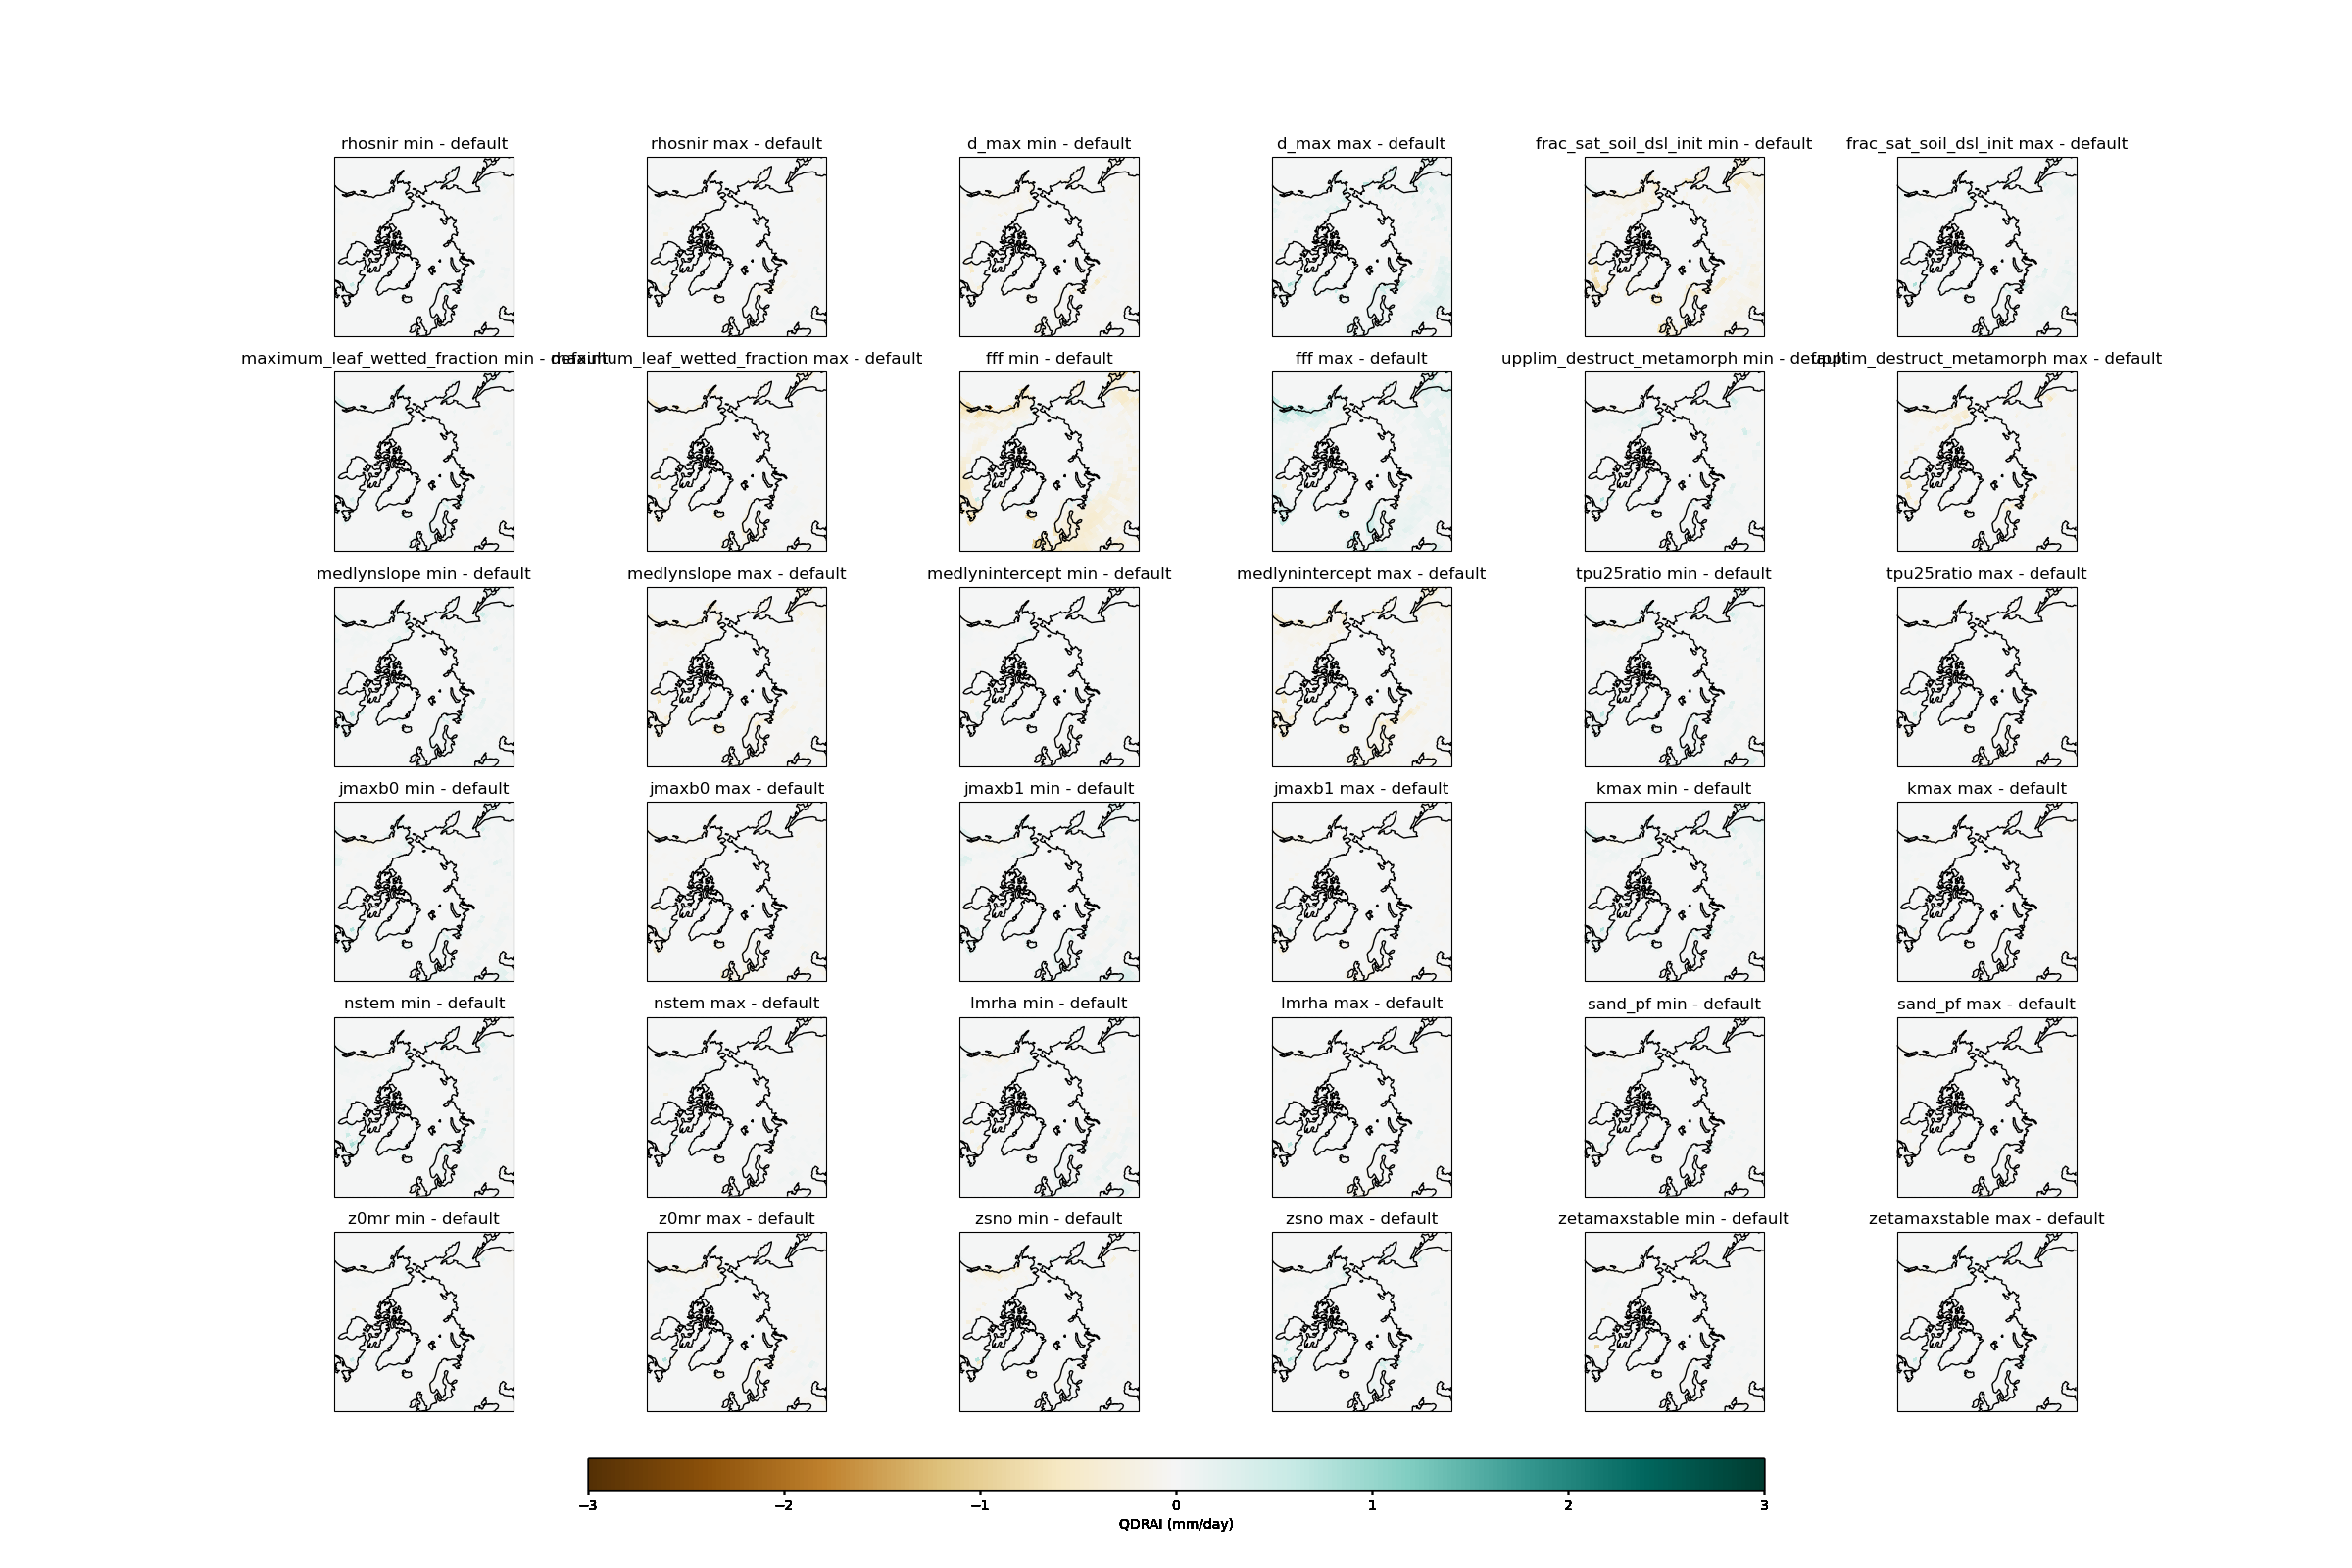 rhosnir min - default
rhosnir max - default
d_max min - default
d_max max - default
frac_sat_soil_dsl_init min - default
frac_sat_soil_dsl_init max - default
maximum_leaf_wetted_fraction min - default
maximum_leaf_wetted_fraction max - default
fff min - default
fff max - default
upplim_destruct_metamorph min - default
upplim_destruct_metamorph max - default
medlynslope min - default
medlynslope max - default
medlynintercept min - default
medlynintercept max - default
tpu25ratio min - default
tpu25ratio max - default
jmaxb0 min - default
jmaxb0 max - default
jmaxb1 min - default
jmaxb1 max - default
kmax min - default
kmax max - default
nstem min - default
nstem max - default
lmrha min - default
lmrha max - default
sand_pf min - default
sand_pf max - default
z0mr min - default
z0mr max - default
zsno min - default
zsno max - default
zetamaxstable min - default
zetamaxstable max - default
−3 −2 −1 0 1 2 3
QDRAI (mm/day)